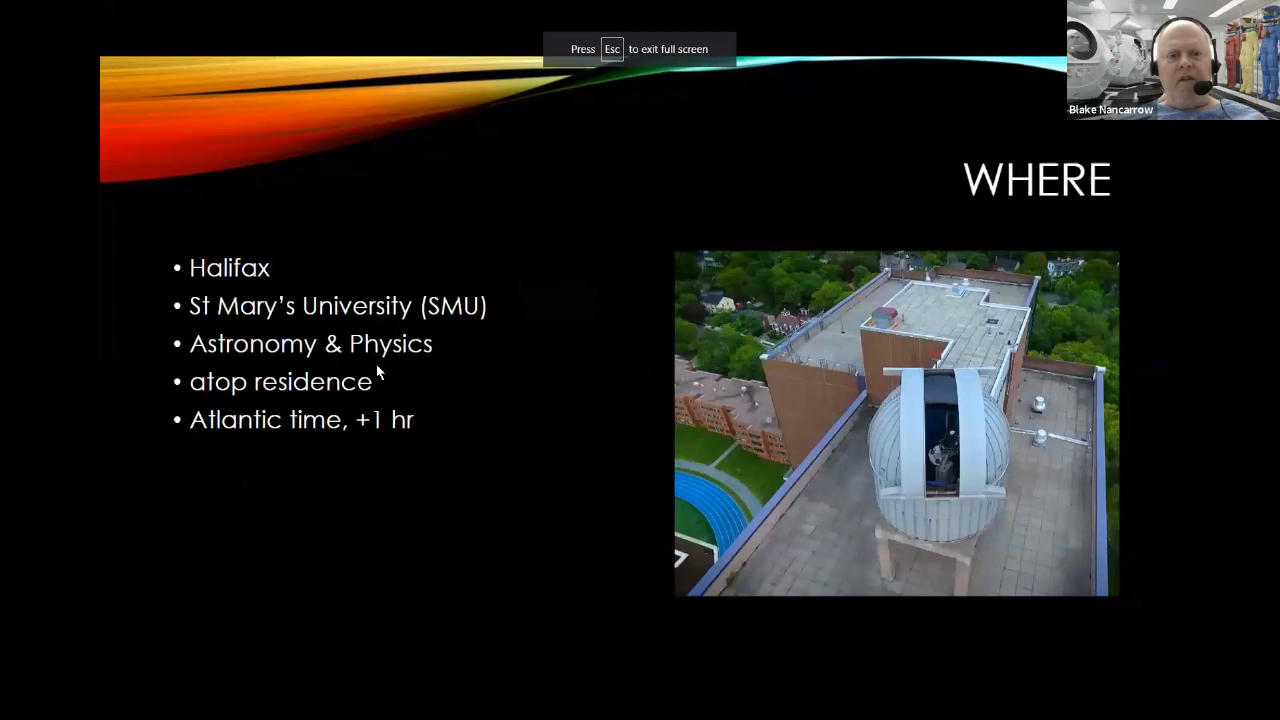 Press Esc to exit full screen
Blake Nancarrow
WHERE
• Halifax
• St Mary's University (SMU)
• Astronomy & Physics
• atop residence
• Atlantic time, +1 hr